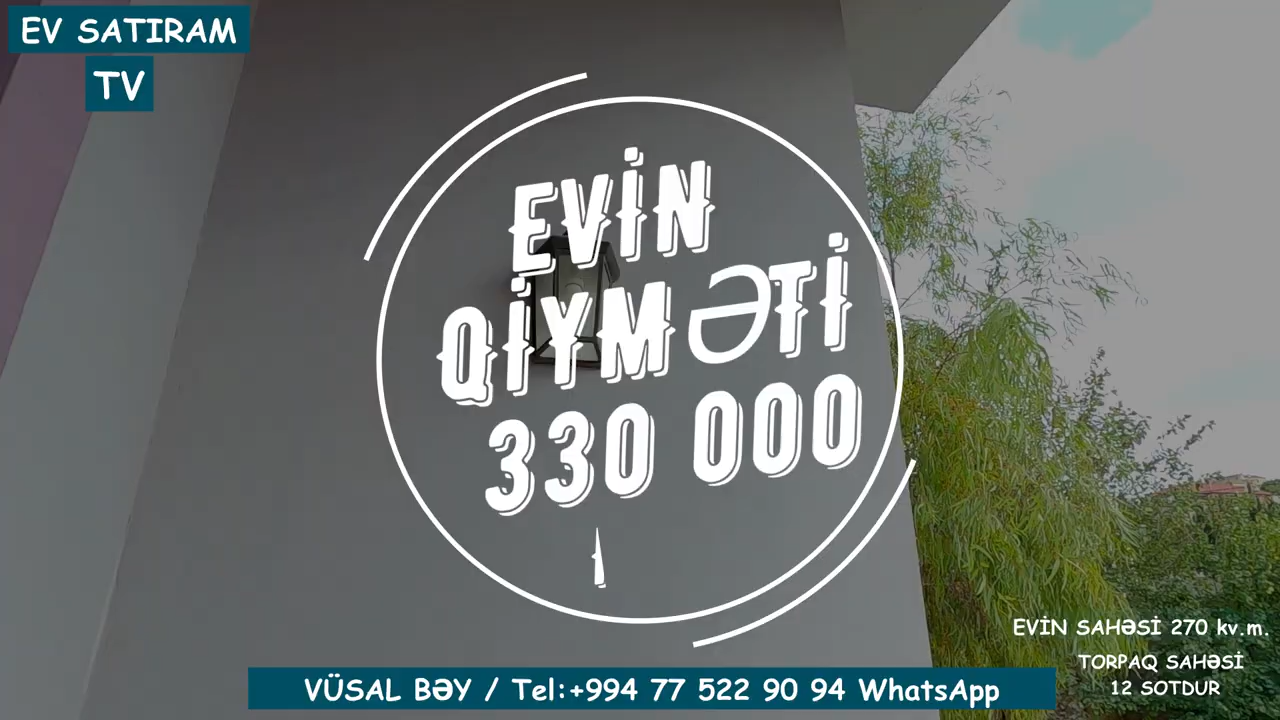 EV SATIRAM
TV
EVİN
QİYMƏTİ
330 000
EVİN SAHƏSİ 270 kv.m.
TORPAQ SAHƏSİ
12 SOTDUR
VÜSAL BƏY / Tel:+994 77 522 90 94 WhatsApp